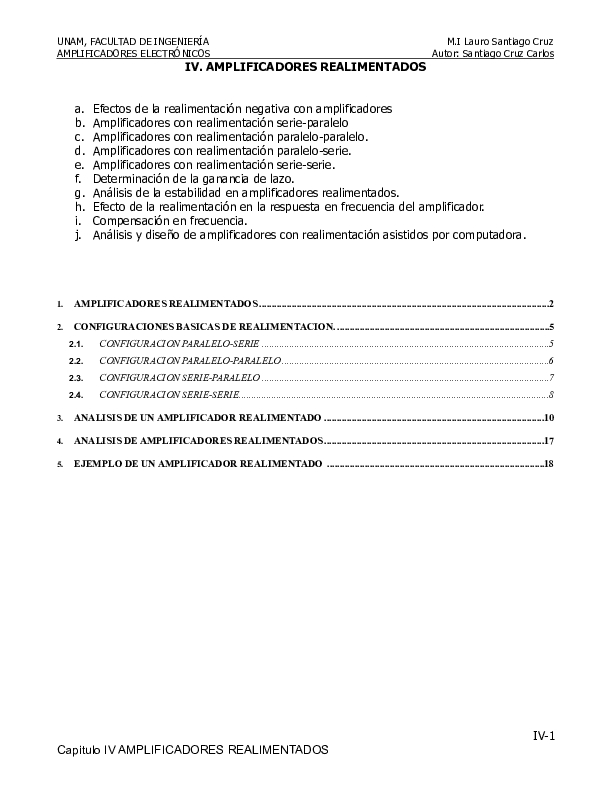 UNAM, FACULTAD DE INGENIERÍA M.I Lauro Santiago Cruz
AMPLIFICADORES ELECTRÓNICOS Autor: Santiago Cruz Carlos
IV. AMPLIFICADORES REALIMENTADOS
a. Efectos de la realimentación negativa con amplificadores
b. Amplificadores con realimentación serie-paralelo
c. Amplificadores con realimentación paralelo-paralelo.
d. Amplificadores con realimentación paralelo-serie.
e. Amplificadores con realimentación serie-serie.
f. Determinación de la ganancia de lazo.
g. Análisis de la estabilidad en amplificadores realimentados.
h. Efecto de la realimentación en la respuesta en frecuencia del amplificador.
i. Compensación en frecuencia.
j. Análisis y diseño de amplificadores con realimentación asistidos por computadora.
1. AMPLIFICADORES REALIMENTADOS....................2
2. CONFIGURACIONES BASICAS DE REALIMENTACION....................5
2.1. CONFIGURACION PARALELO-SERIE....................5
2.2. CONFIGURACION PARALELO-PARALELO....................6
2.3. CONFIGURACION SERIE-PARALELO....................7
2.4. CONFIGURACION SERIE-SERIE....................8
3. ANALISIS DE UN AMPLIFICADOR REALIMENTADO....................10
4. ANALISIS DE AMPLIFICADORES REALIMENTADOS....................17
5. EJEMPLO DE UN AMPLIFICADOR REALIMENTADO....................18
IV-1
Capitulo IV AMPLIFICADORES REALIMENTADOS